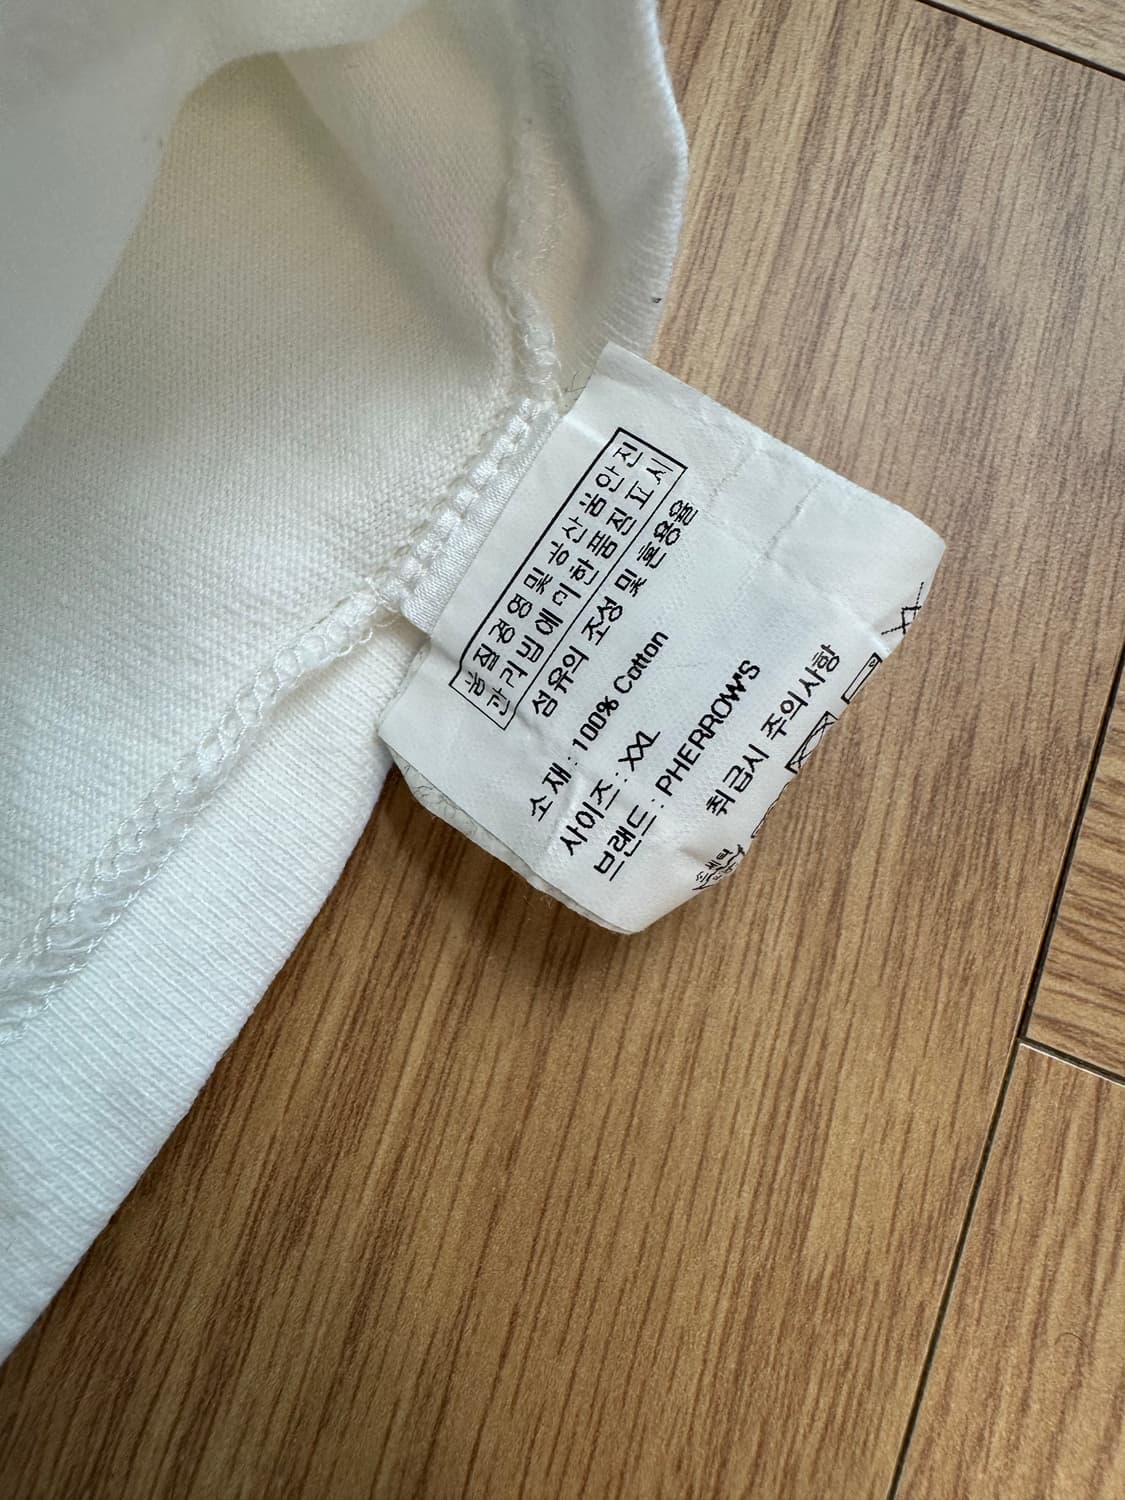 품질경영및공산품안전
관리법에의한품질표시
섬유의 조성 및 혼용율
소재 : 100% Cotton
사이즈 : XXL
브랜드 : PHERROW'S
취급시 주의사항